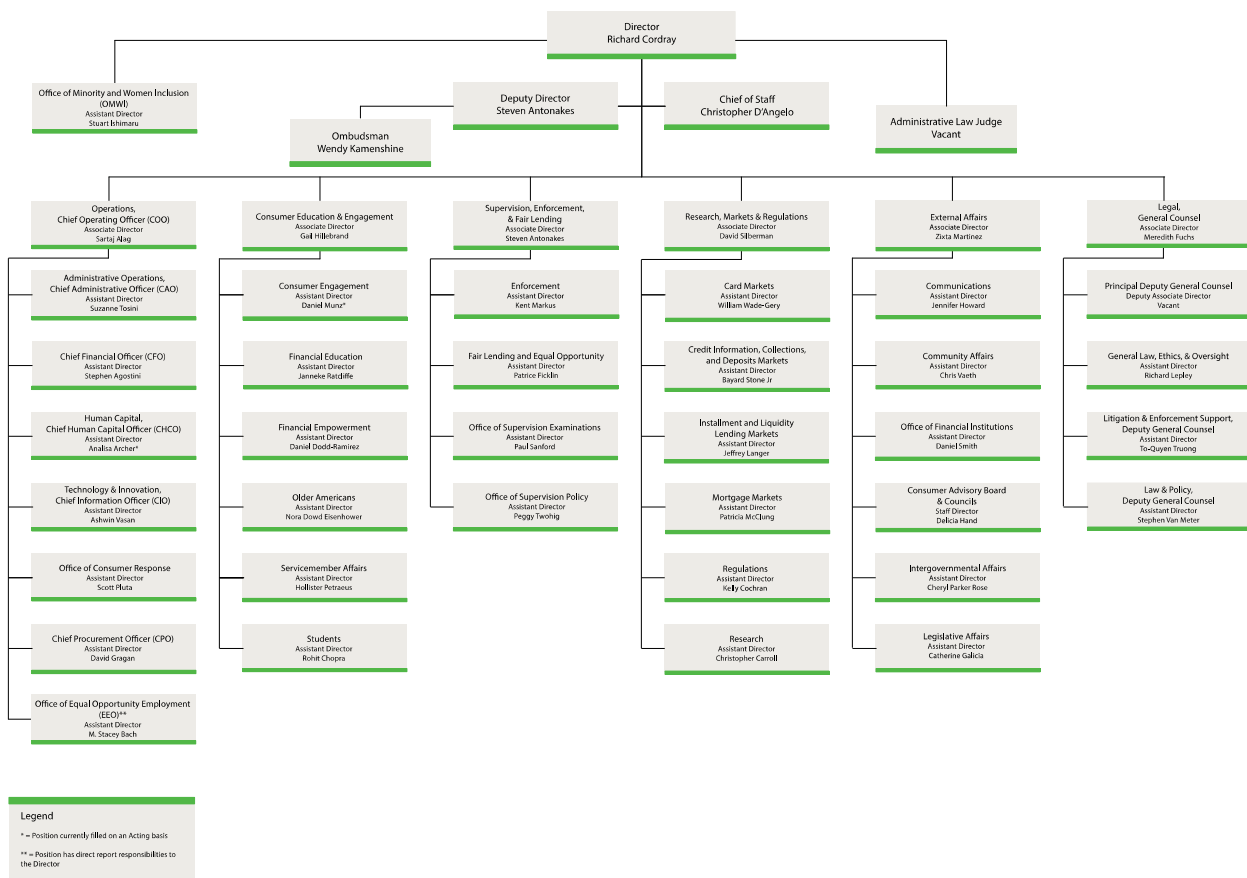 Director
Richard Cordray
Office of Minority and Women Inclusion
(OMWI)
Assistant Director
Stuart Ishimaru
Deputy Director
Steven Antonakes
Chief of Staff
Christopher D'Angelo
Ombudsman
Wendy Kamenshine
Administrative Law Judge
Vacant
Operations,
Chief Operating Officer (COO)
Associate Director
Sartaj Alag
Administrative Operations,
Chief Administrative Officer (CAO)
Assistant Director
Suzanne Tosini
Chief Financial Officer (CFO)
Assistant Director
Stephen Agostini
Human Capital,
Chief Human Capital Officer (CHCO)
Assistant Director
Analisa Archer*
Technology & Innovation,
Chief Information Officer (CIO)
Assistant Director
Ashwin Vasan
Office of Consumer Response
Assistant Director
Scott Pluta
Chief Procurement Officer (CPO)
Assistant Director
David Gragan
Office of Equal Opportunity Employment
(EEO)**
Assistant Director
M. Stacey Bach
Consumer Education & Engagement
Associate Director
Gail Hillebrand
Consumer Engagement
Assistant Director
Daniel Munz*
Financial Education
Assistant Director
Janneke Ratcliffe
Financial Empowerment
Assistant Director
Daniel Dodd-Ramirez
Older Americans
Assistant Director
Nora Dowd Eisenhower
Servicemember Affairs
Assistant Director
Hollister Petraeus
Students
Assistant Director
Rohit Chopra
Supervision, Enforcement,
& Fair Lending
Associate Director
Steven Antonakes
Enforcement
Assistant Director
Kent Markus
Fair Lending and Equal Opportunity
Assistant Director
Patrice Ficklin
Office of Supervision Examinations
Assistant Director
Paul Sanford
Office of Supervision Policy
Assistant Director
Peggy Twohig
Research, Markets & Regulations
Associate Director
David Silberman
Card Markets
Assistant Director
William Wade-Gery
Credit Information, Collections,
and Deposits Markets
Assistant Director
Bayard Stone Jr
Installment and Liquidity
Lending Markets
Assistant Director
Jeffrey Langer
Mortgage Markets
Assistant Director
Patricia McClung
Regulations
Assistant Director
Kelly Cochran
Research
Assistant Director
Christopher Carroll
External Affairs
Associate Director
Zixta Martinez
Communications
Assistant Director
Jennifer Howard
Community Affairs
Assistant Director
Chris Vaeth
Office of Financial Institutions
Assistant Director
Daniel Smith
Consumer Advisory Board
& Councils
Staff Director
Delicia Hand
Intergovernmental Affairs
Assistant Director
Cheryl Parker Rose
Legislative Affairs
Assistant Director
Catherine Galicia
Legal,
General Counsel
Associate Director
Meredith Fuchs
Principal Deputy General Counsel
Deputy Associate Director
Vacant
General Law, Ethics, & Oversight
Assistant Director
Richard Lepley
Litigation & Enforcement Support,
Deputy General Counsel
Assistant Director
To-Quyen Truong
Law & Policy,
Deputy General Counsel
Assistant Director
Stephen Van Meter
Legend
* = Position currently filled on an Acting basis
** = Position has direct report responsibilities to
the Director